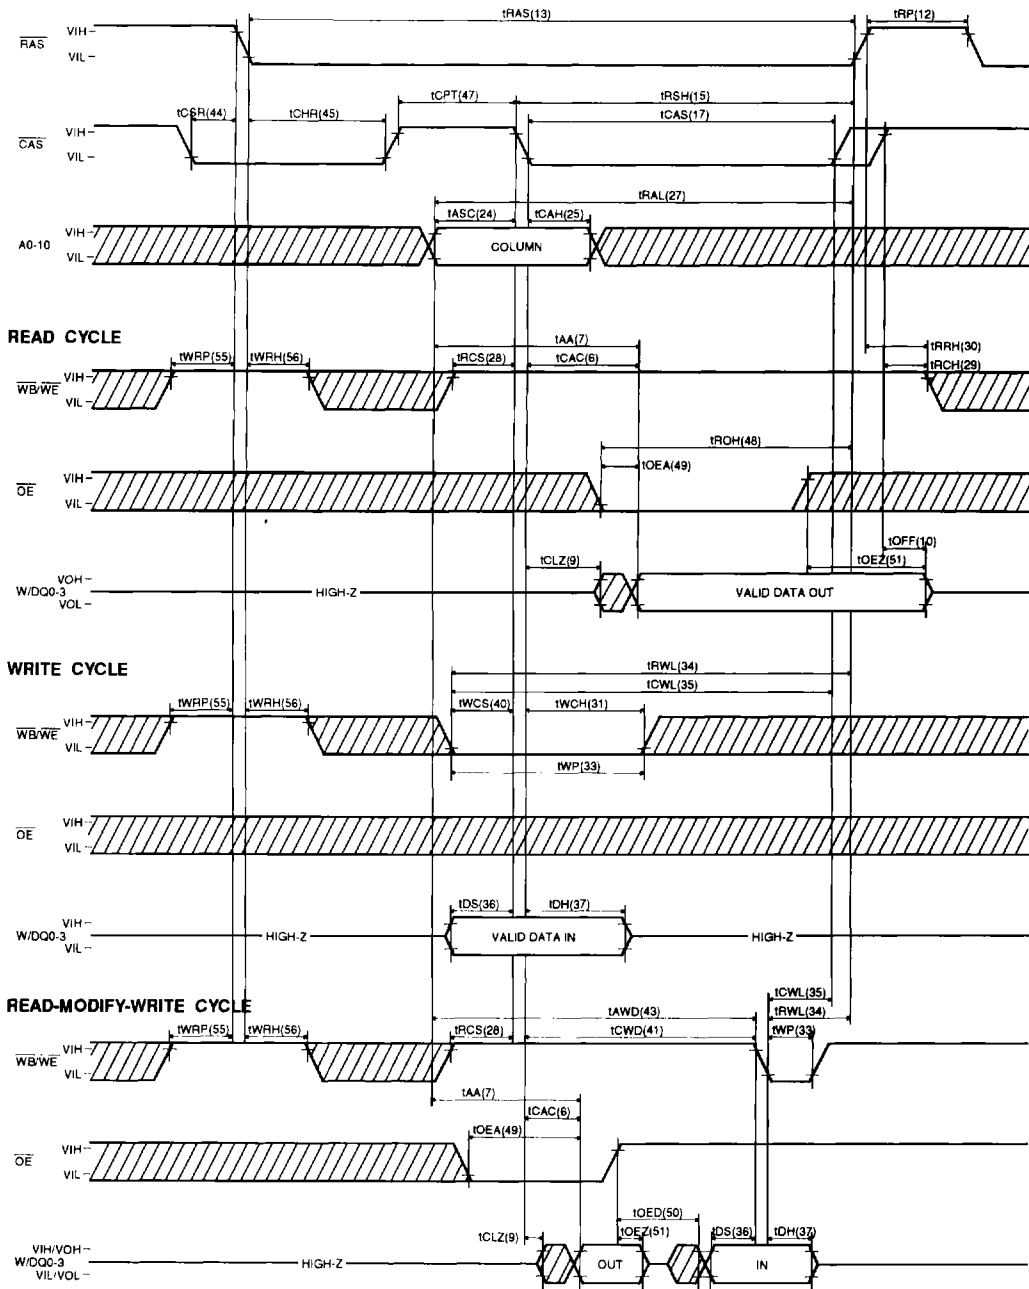 tRAS(13) tRP(12)
RAS VIH VIL
tCSR(44) tCHR(45) tCPT(47) tRSH(15)
tCAS(17)
CAS VIH VIL
tRAL(27)
tASC(24) tCAH(25)
A0-10 VIH VIL COLUMN
READ CYCLE
tAA(7)
tWRP(55) tWRH(56) tRCS(28) tCAC(6) tRRH(30)
tRCH(29)
WB/WE VIH VIL
tROH(48)
tOEA(49)
OE VIH VIL
tOFF(10)
tCLZ(9) tOEZ(51)
W/DQ0-3 VOH VOL HIGH-Z VALID DATA OUT
WRITE CYCLE
tRWL(34)
tCWL(35)
tWRP(55) tWRH(56) tWCS(40) tWCH(31)
WB/WE VIH VIL
tWP(33)
OE VIH VIL
tDS(36) tDH(37)
W/DQ0-3 VIH VIL HIGH-Z VALID DATA IN HIGH-Z
READ-MODIFY-WRITE CYCLE
tCWL(35)
tAWD(43) tRWL(34)
tWRP(55) tWRH(56) tRCS(28) tCWD(41) tWP(33)
WB/WE VIH VIL
tAA(7)
tCAC(6)
tOEA(49)
OE VIH VIL
tOED(50)
tCLZ(9) tOEZ(51) tDS(36) tDH(37)
W/DQ0-3 VIH/VOH VIL/VOL HIGH-Z OUT IN